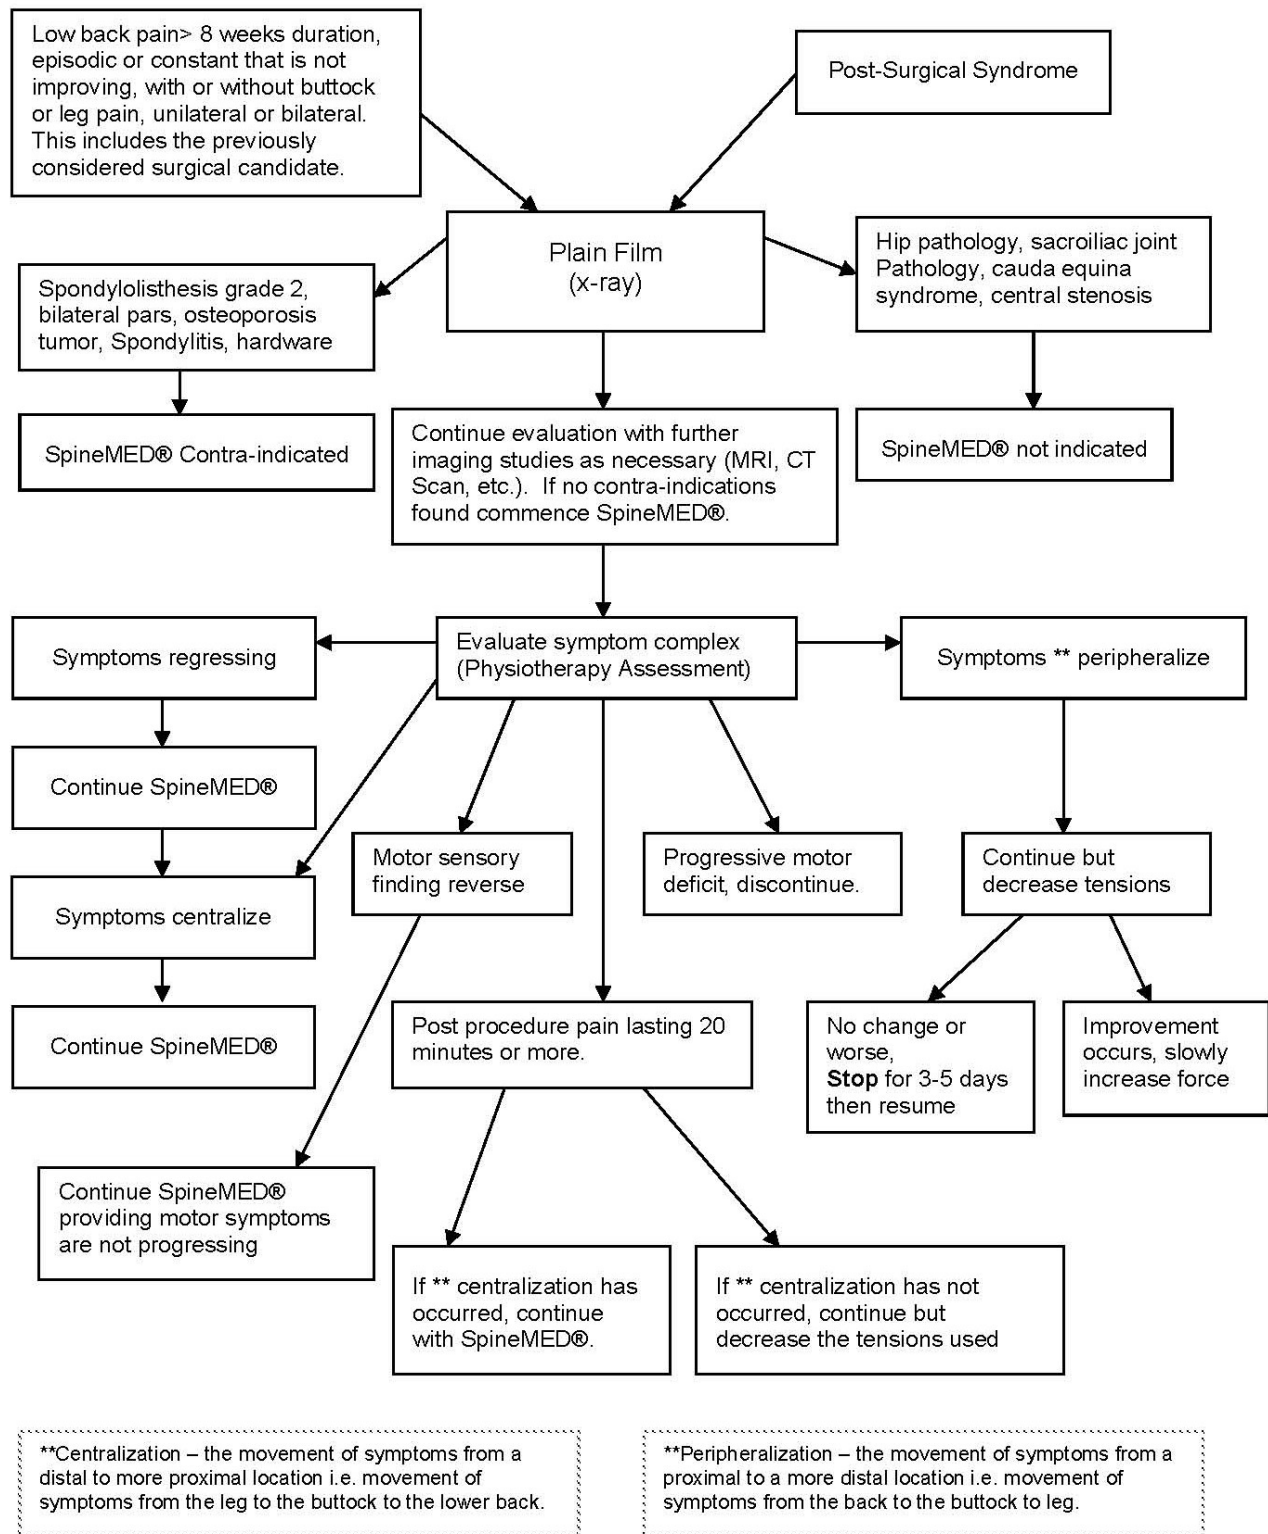 Low back pain> 8 weeks duration,
episodic or constant that is not
improving, with or without buttock
or leg pain, unilateral or bilateral.
This includes the previously
considered surgical candidate.
Post-Surgical Syndrome
Plain Film
(x-ray)
Spondylolisthesis grade 2,
bilateral pars, osteoporosis
tumor, Spondylitis, hardware
Hip pathology, sacroiliac joint
Pathology, cauda equina
syndrome, central stenosis
SpineMED® Contra-indicated
Continue evaluation with further
imaging studies as necessary (MRI, CT
Scan, etc.).  If no contra-indications
found commence SpineMED®.
SpineMED® not indicated
Symptoms regressing
Evaluate symptom complex
(Physiotherapy Assessment)
Symptoms ** peripheralize
Continue SpineMED®
Symptoms centralize
Continue SpineMED®
Motor sensory
finding reverse
Progressive motor
deficit, discontinue.
Continue but
decrease tensions
Post procedure pain lasting 20
minutes or more.
No change or
worse,
Stop for 3-5 days
then resume
Improvement
occurs, slowly
increase force
Continue SpineMED®
providing motor symptoms
are not progressing
If ** centralization has
occurred, continue
with SpineMED®.
If ** centralization has not
occurred, continue but
decrease the tensions used
**Centralization – the movement of symptoms from a
distal to more proximal location i.e. movement of
symptoms from the leg to the buttock to the lower back.
**Peripheralization – the movement of symptoms from a
proximal to a more distal location i.e. movement of
symptoms from the back to the buttock to leg.